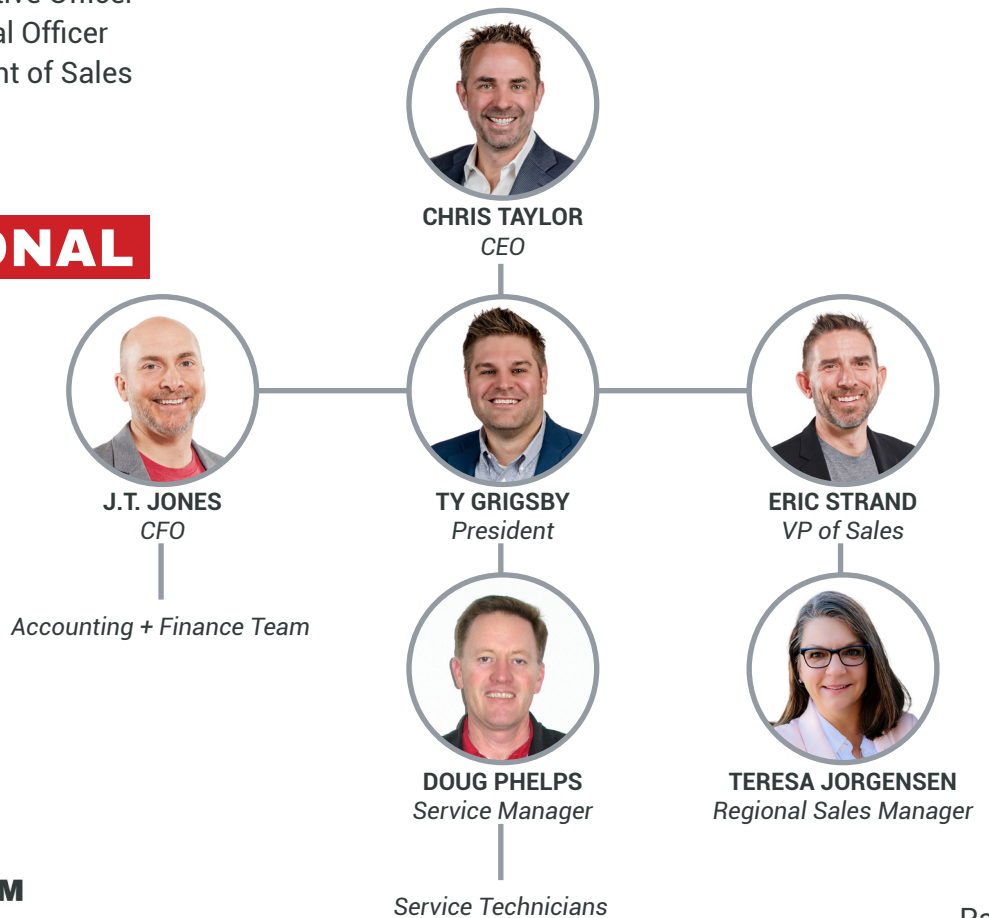 al Officer
nt of Sales
CHRIS TAYLOR
CEO
ONAL
J.T. JONES
CFO
TY GRIGSBY
President
ERIC STRAND
VP of Sales
Accounting + Finance Team
DOUG PHELPS
Service Manager
TERESA JORGENSEN
Regional Sales Manager
M
Service Technicians